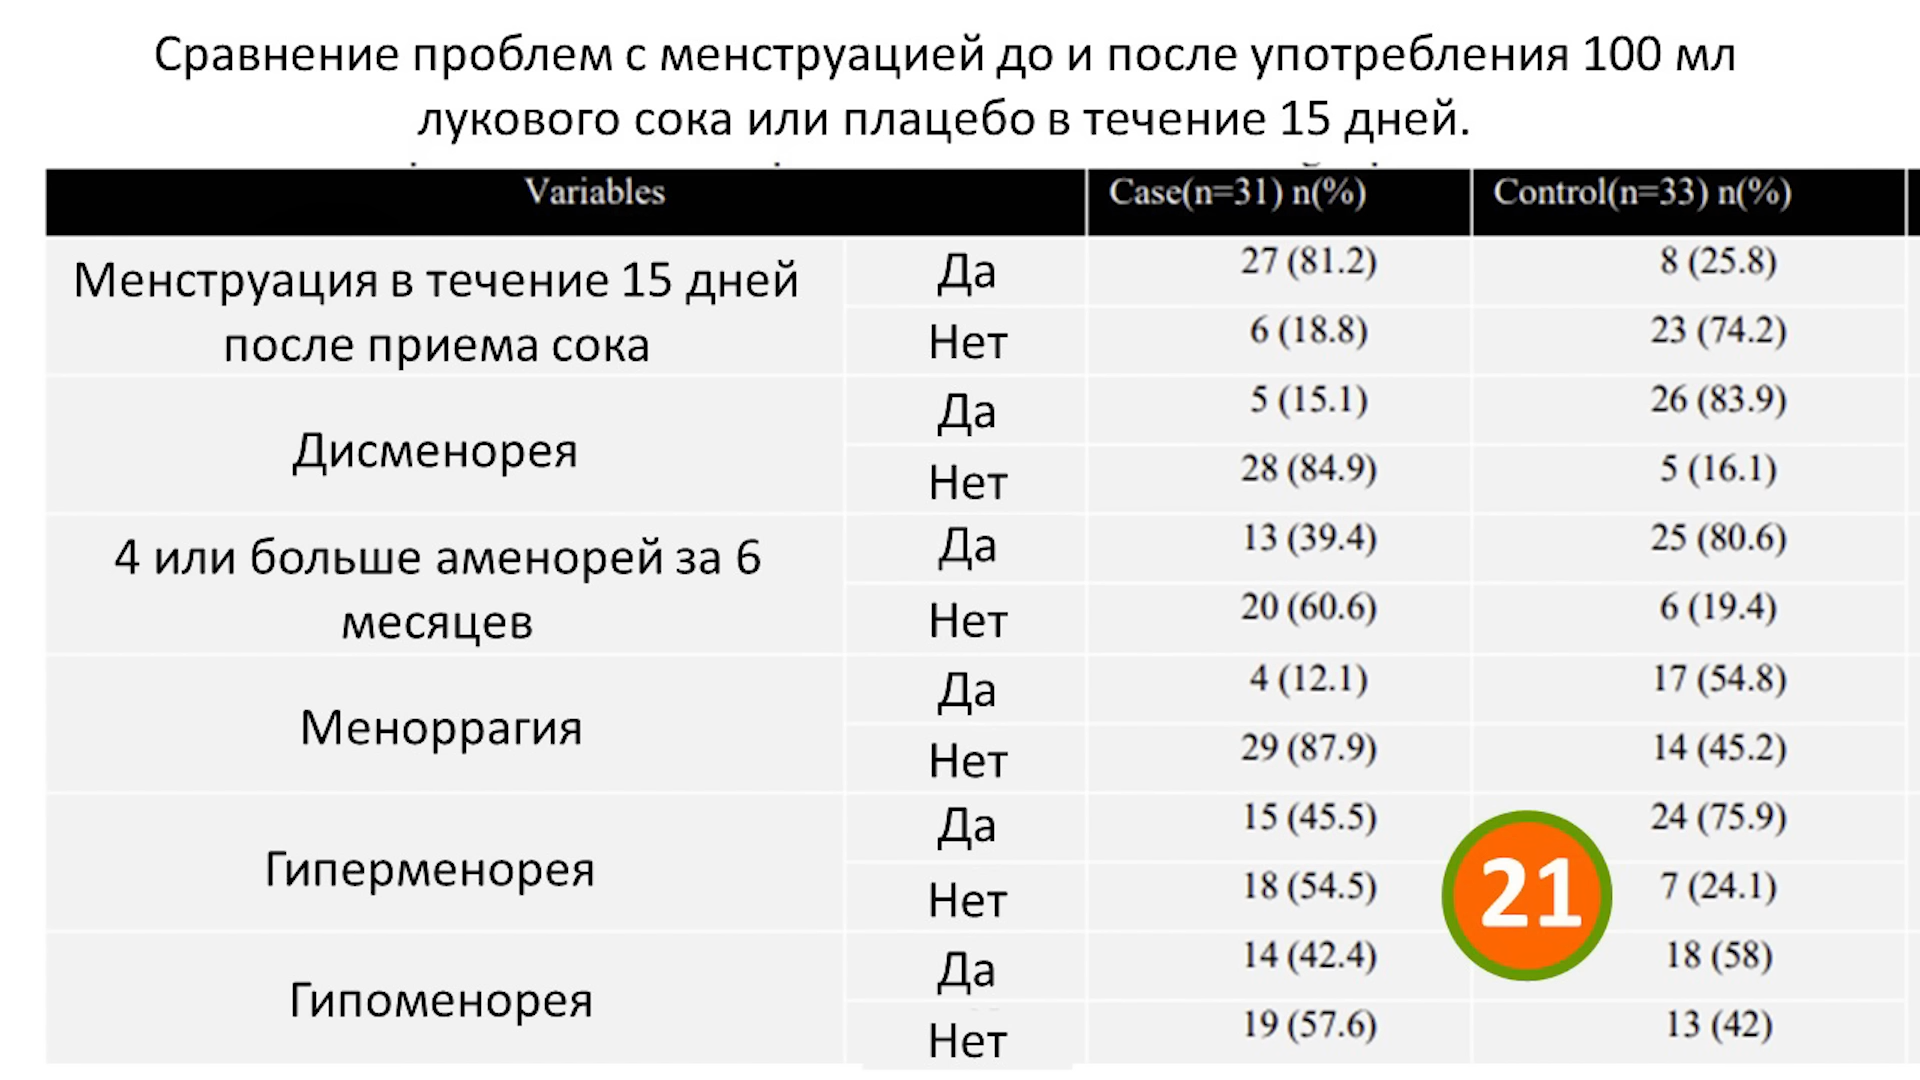 Сравнение проблем с менструацией до и после употребления 100 мл
лукового сока или плацебо в течение 15 дней.
Variables Case(n=31) n(%) Control(n=33) n(%)
Менструация в течение 15 дней
после приема сока
Да 27 (81.2) 8 (25.8)
Нет 6 (18.8) 23 (74.2)
Дисменорея
Да 5 (15.1) 26 (83.9)
Нет 28 (84.9) 5 (16.1)
4 или больше аменорей за 6
месяцев
Да 13 (39.4) 25 (80.6)
Нет 20 (60.6) 6 (19.4)
Меноррагия
Да 4 (12.1) 17 (54.8)
Нет 29 (87.9) 14 (45.2)
Гиперменорея
Да 15 (45.5) 24 (75.9)
Нет 18 (54.5) 7 (24.1)
21
Гипоменорея
Да 14 (42.4) 18 (58)
Нет 19 (57.6) 13 (42)